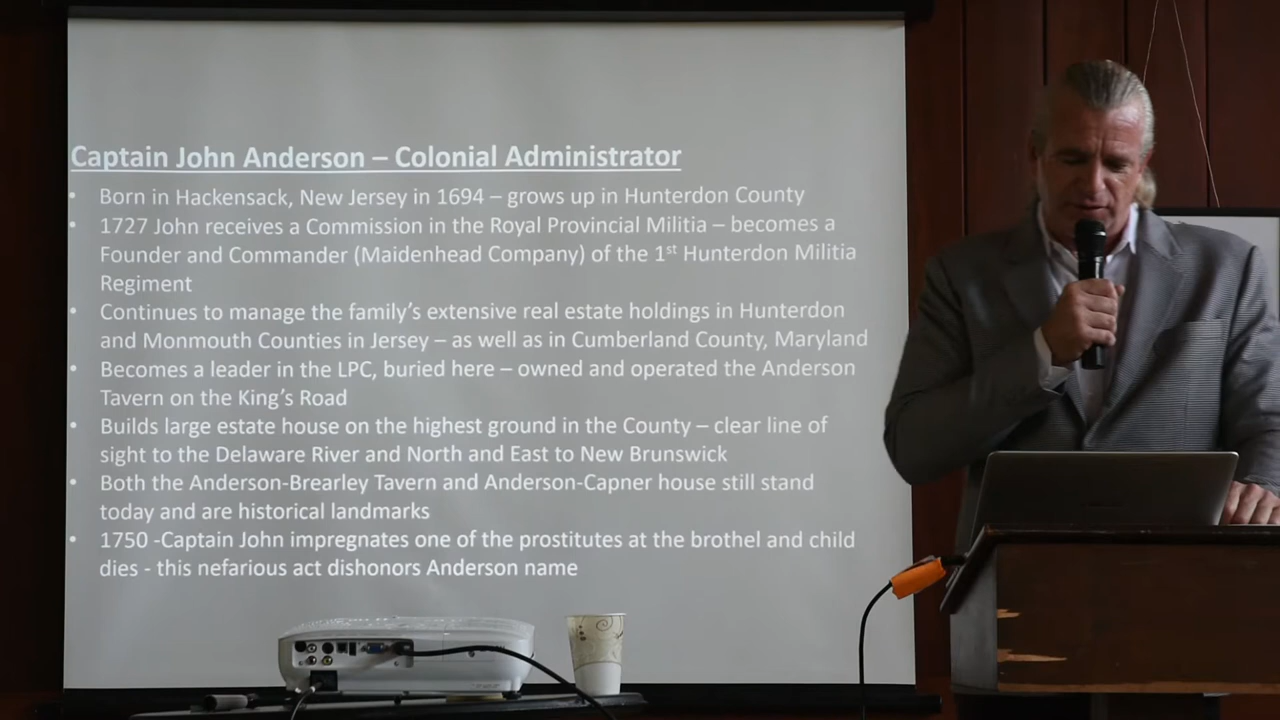 Captain John Anderson – Colonial Administrator
• Born in Hackensack, New Jersey in 1694 – grows up in Hunterdon County
• 1727 John receives a Commission in the Royal Provincial Militia – becomes a
Founder and Commander (Maidenhead Company) of the 1st Hunterdon Militia
Regiment
• Continues to manage the family’s extensive real estate holdings in Hunterdon
and Monmouth Counties in Jersey – as well as in Cumberland County, Maryland
• Becomes a leader in the LPC, buried here – owned and operated the Anderson
Tavern on the King’s Road
• Builds large estate house on the highest ground in the County – clear line of
sight to the Delaware River and North and East to New Brunswick
• Both the Anderson-Brearley Tavern and Anderson-Capner house still stand
today and are historical landmarks
• 1750 -Captain John impregnates one of the prostitutes at the brothel and child
dies - this nefarious act dishonors Anderson name